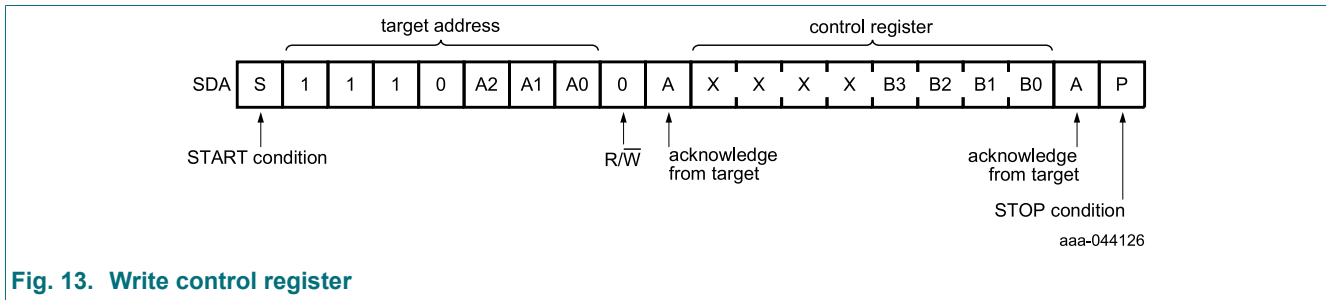 target address control register
SDA S 1 1 1 0 A2 A1 A0 0 A X X X X B3 B2 B1 B0 A P
START condition R/W̅ acknowledge from target acknowledge from target
STOP condition
aaa-044126
Fig. 13. Write control register